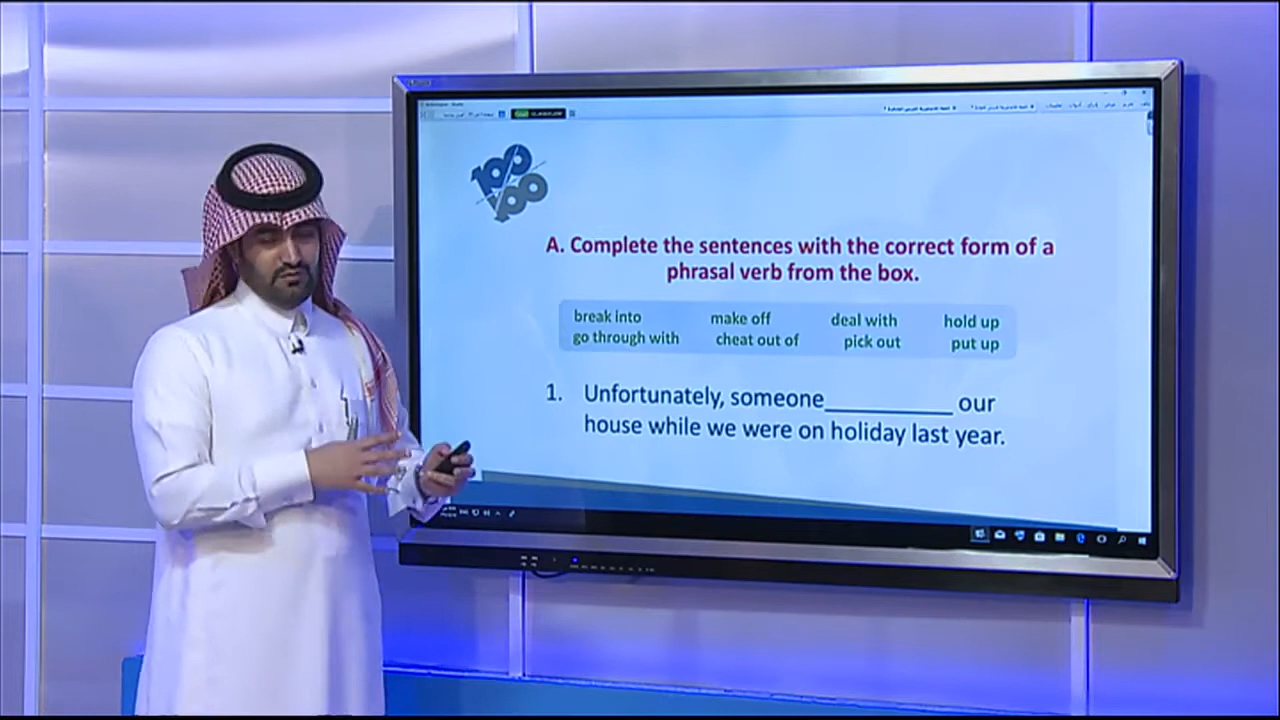 100
100
A. Complete the sentences with the correct form of a
phrasal verb from the box.
break into make off deal with hold up
go through with cheat out of pick out put up
1. Unfortunately, someone__________ our
house while we were on holiday last year.